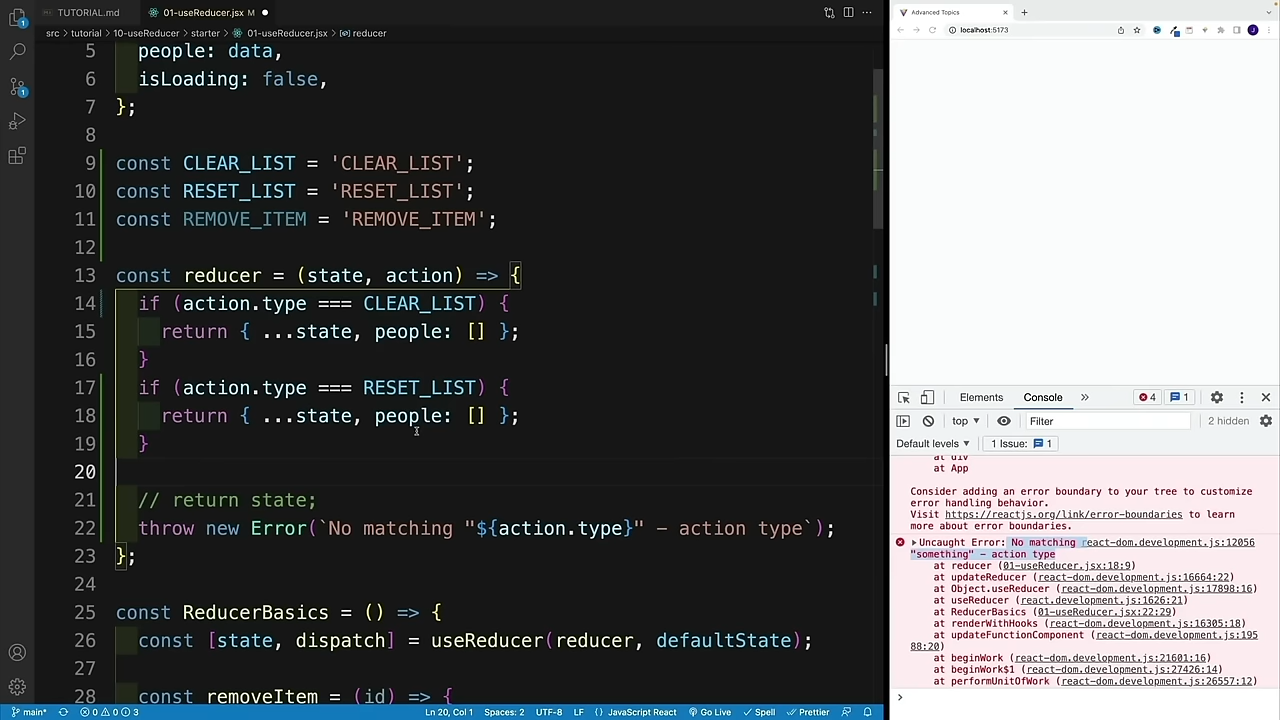 TUTORIAL.md
01-useReducer.jsx M
src > tutorial > 10-useReducer > starter > 01-useReducer.jsx > reducer
5 people: data,
6 isLoading: false,
7 };
8
9 const CLEAR_LIST = 'CLEAR_LIST';
10 const RESET_LIST = 'RESET_LIST';
11 const REMOVE_ITEM = 'REMOVE_ITEM';
12
13 const reducer = (state, action) => {
14 if (action.type === CLEAR_LIST) {
15 return { ...state, people: [] };
16 }
17 if (action.type === RESET_LIST) {
18 return { ...state, people: [] };
19 }
20
21 // return state;
22 throw new Error(`No matching "${action.type}" - action type`);
23 };
24
25 const ReducerBasics = () => {
26 const [state, dispatch] = useReducer(reducer, defaultState);
27
28 const removeItem = (id) => {
1
1
main*
0 0 3
Ln 20, Col 1
Spaces: 2
UTF-8
LF
{} JavaScript React
Go Live
Spell
Prettier
Advanced Topics
localhost:5173
J
Elements
Console
4
1
top
Filter
2 hidden
Default levels
1 Issue: 1
at div
at App
Consider adding an error boundary to your tree to customize
error handling behavior.
Visit https://reactjs.org/link/error-boundaries to learn
more about error boundaries.
Uncaught Error: No matching react-dom.development.js:12056
"something" - action type
at reducer (01-useReducer.jsx:18:9)
at updateReducer (react-dom.development.js:16664:22)
at Object.useReducer (react-dom.development.js:17898:16)
at useReducer (react.development.js:1626:21)
at ReducerBasics (01-useReducer.jsx:22:29)
at renderWithHooks (react-dom.development.js:16305:18)
at updateFunctionComponent (react-dom.development.js:195
88:20)
at beginWork (react-dom.development.js:21601:16)
at beginWork$1 (react-dom.development.js:27426:14)
at performUnitOfWork (react-dom.development.js:26557:12)